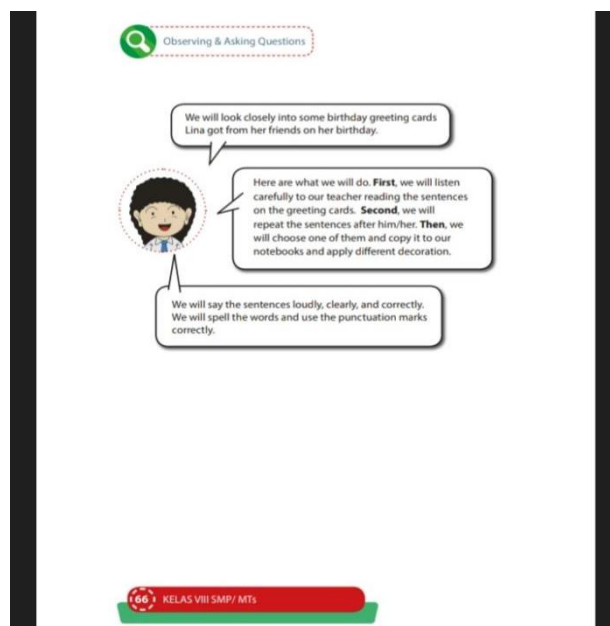 Observing & Asking Questions
We will look closely into some birthday greeting cards
Lina got from her friends on her birthday.
Here are what we will do. First, we will listen
carefully to our teacher reading the sentences
on the greeting cards. Second, we will
repeat the sentences after him/her. Then, we
will choose one of them and copy it to our
notebooks and apply different decoration.
We will say the sentences loudly, clearly, and correctly.
We will spell the words and use the punctuation marks
correctly.
66 KELAS VIII SMP/ MTs